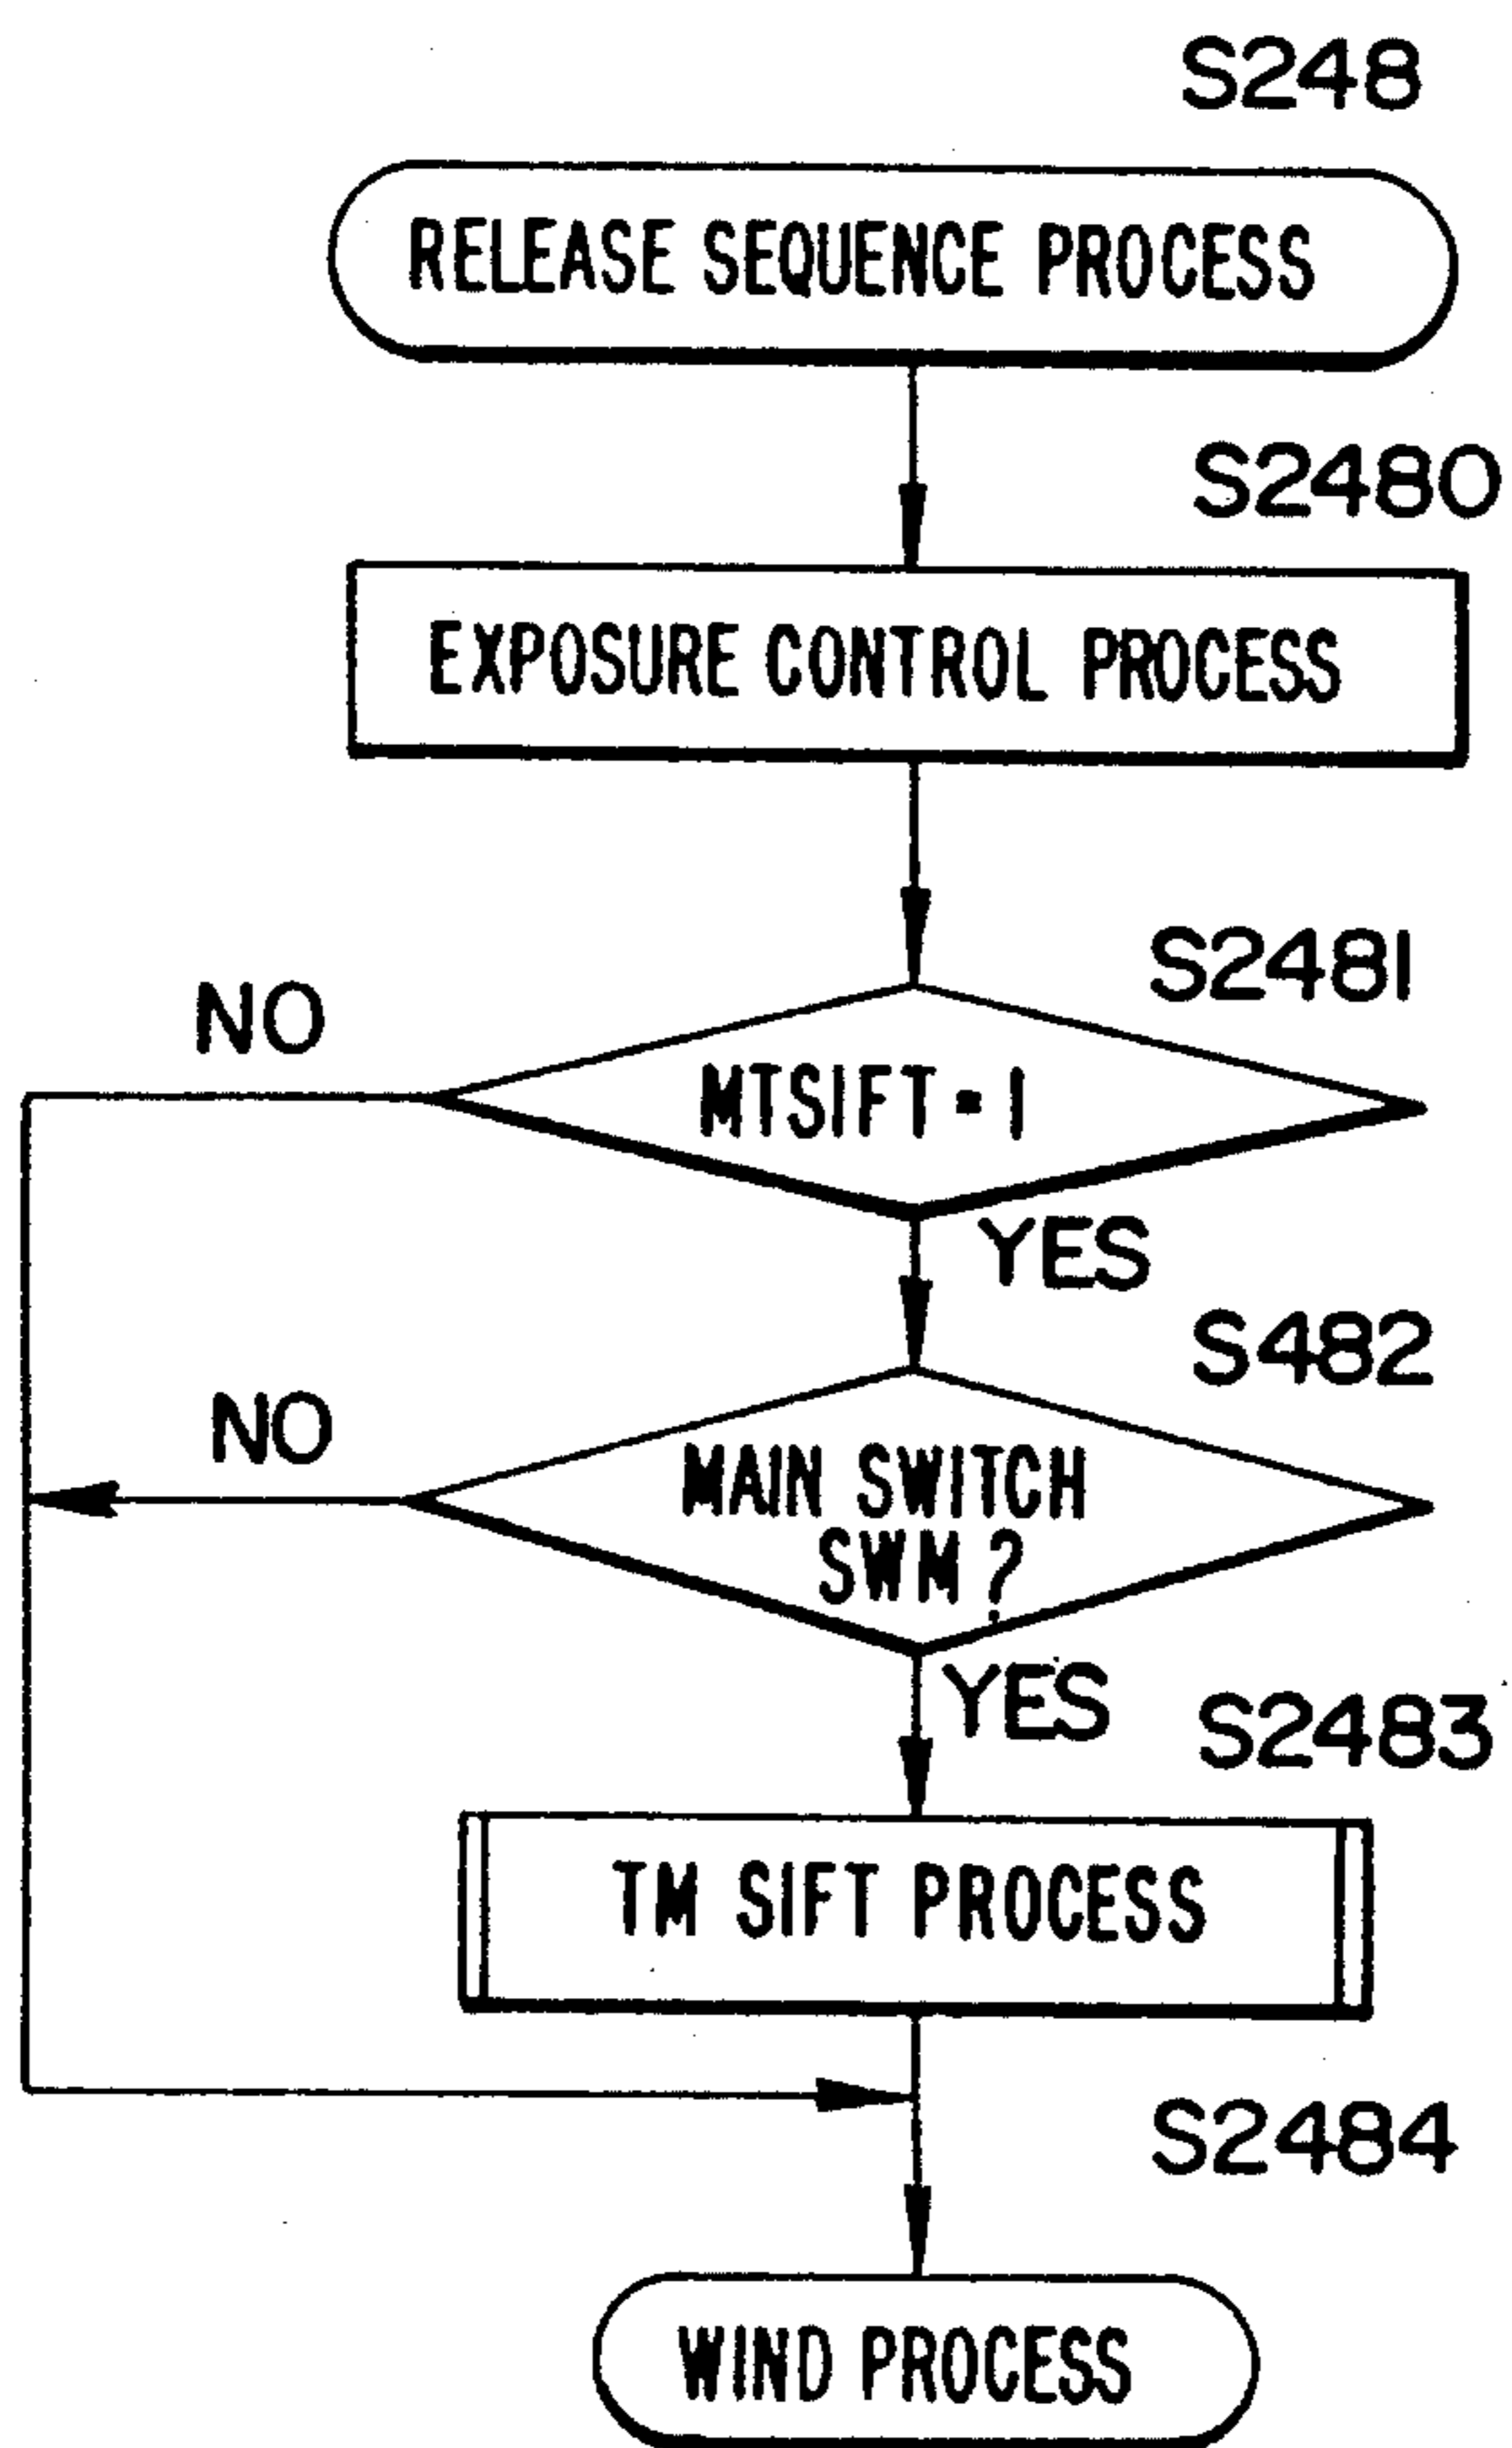 S248
RELEASE SEQUENCE PROCESS
S2480
EXPOSURE CONTROL PROCESS
S2481
NO
MTSIFT = 1
YES
S482
NO
MAIN SWITCH
SWM ?
YES
S2483
TM SIFT PROCESS
S2484
WIND PROCESS